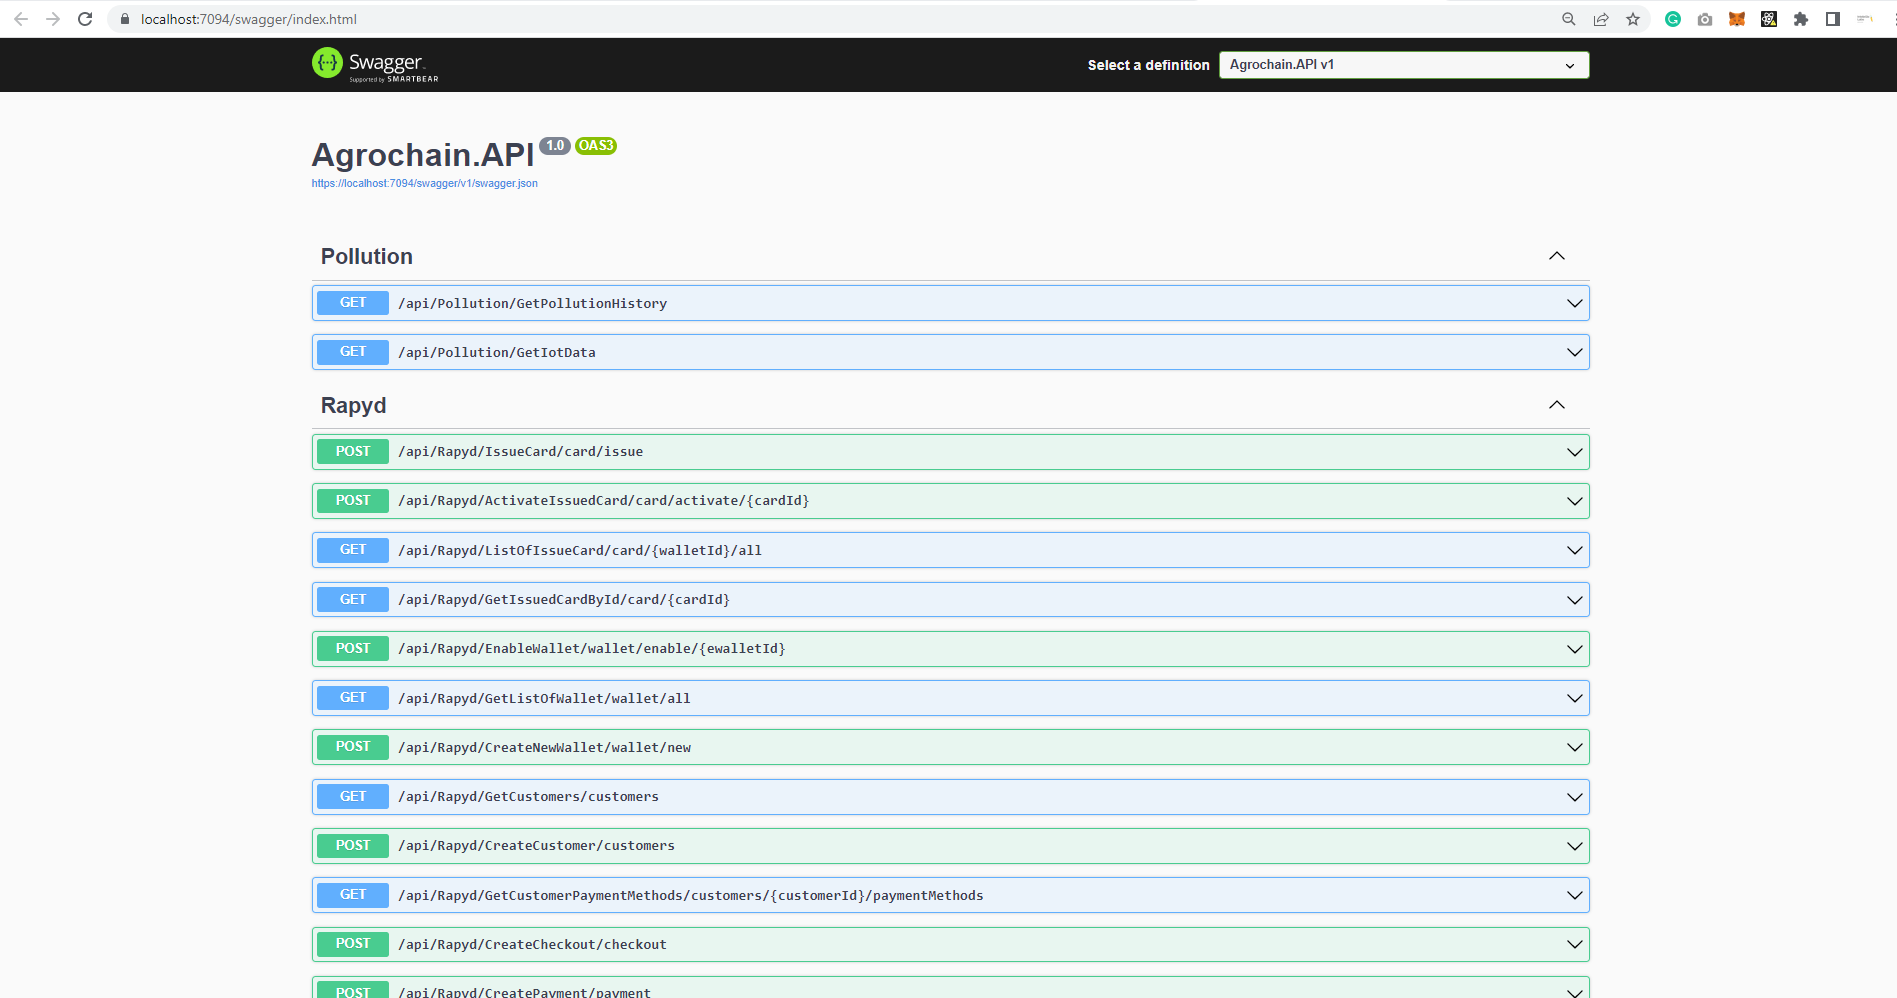 localhost:7094/swagger/index.html
Swagger
Supported by SMARTBEAR
Select a definition
Agrochain.API v1
Agrochain.API 1.0 OAS3
https://localhost:7094/swagger/v1/swagger.json
Pollution
GET /api/Pollution/GetPollutionHistory
GET /api/Pollution/GetIotData
Rapyd
POST /api/Rapyd/IssueCard/card/issue
POST /api/Rapyd/ActivateIssuedCard/card/activate/{cardId}
GET /api/Rapyd/ListOfIssueCard/card/{walletId}/all
GET /api/Rapyd/GetIssuedCardById/card/{cardId}
POST /api/Rapyd/EnableWallet/wallet/enable/{ewalletId}
GET /api/Rapyd/GetListOfWallet/wallet/all
POST /api/Rapyd/CreateNewWallet/wallet/new
GET /api/Rapyd/GetCustomers/customers
POST /api/Rapyd/CreateCustomer/customers
GET /api/Rapyd/GetCustomerPaymentMethods/customers/{customerId}/paymentMethods
POST /api/Rapyd/CreateCheckout/checkout
POST /api/Rapyd/CreatePayment/payment